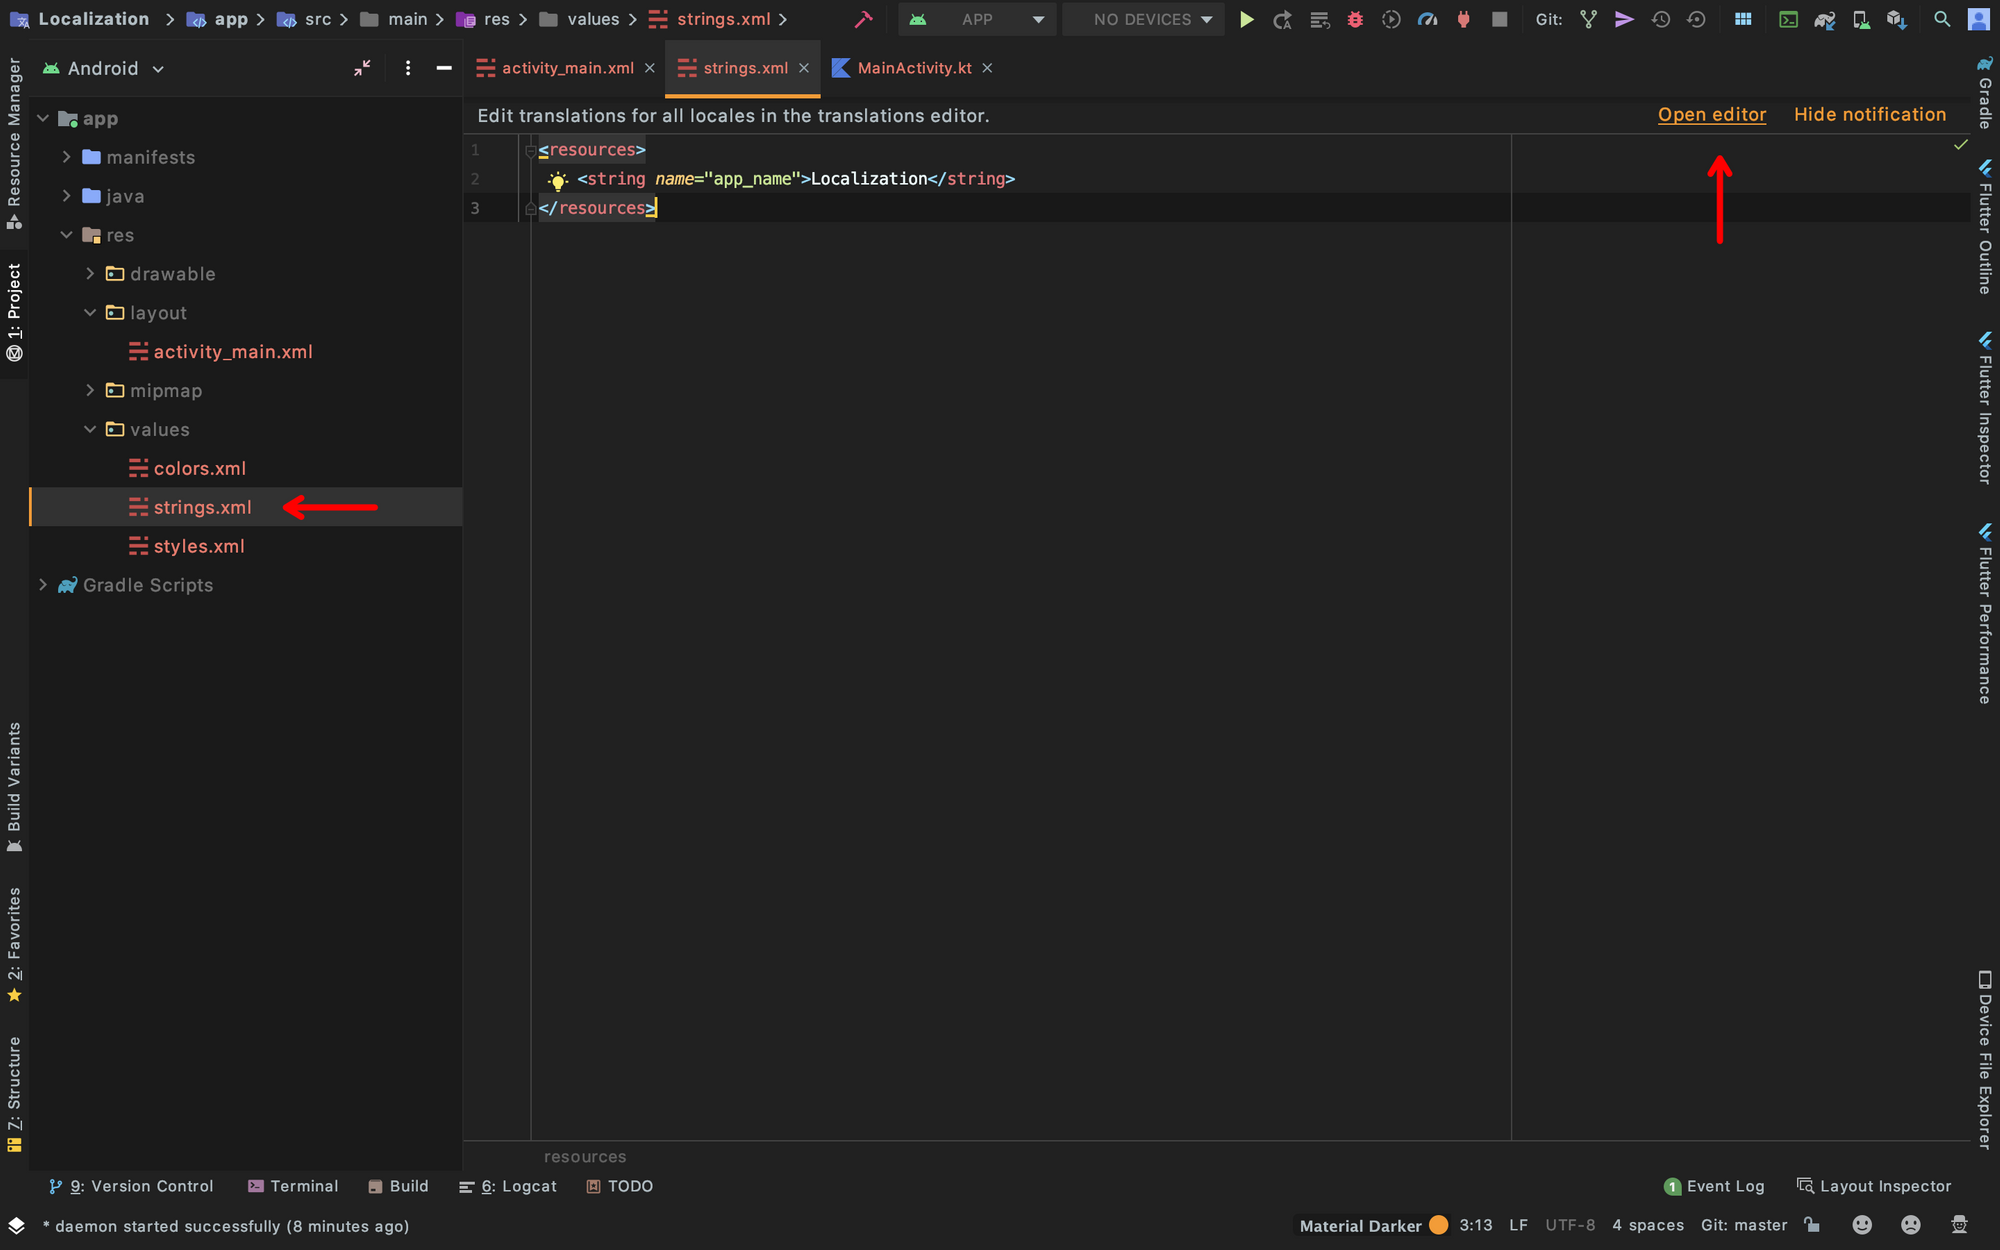 Localization app src main res values strings.xml APP NO DEVICES Git:
Android
activity_main.xml strings.xml MainActivity.kt
Edit translations for all locales in the translations editor. Open editor Hide notification
app
manifests
java
res
drawable
layout
activity_main.xml
mipmap
values
colors.xml
strings.xml
styles.xml
Gradle Scripts
1 <resources>
2 <string name="app_name">Localization</string>
3 </resources>
resources
Resource Manager
1: Project
Build Variants
2: Favorites
7: Structure
Gradle
Flutter Outline
Flutter Inspector
Flutter Performance
Device File Explorer
9: Version Control Terminal Build 6: Logcat TODO 1 Event Log Layout Inspector
* daemon started successfully (8 minutes ago) Material Darker 3:13 LF UTF-8 4 spaces Git: master